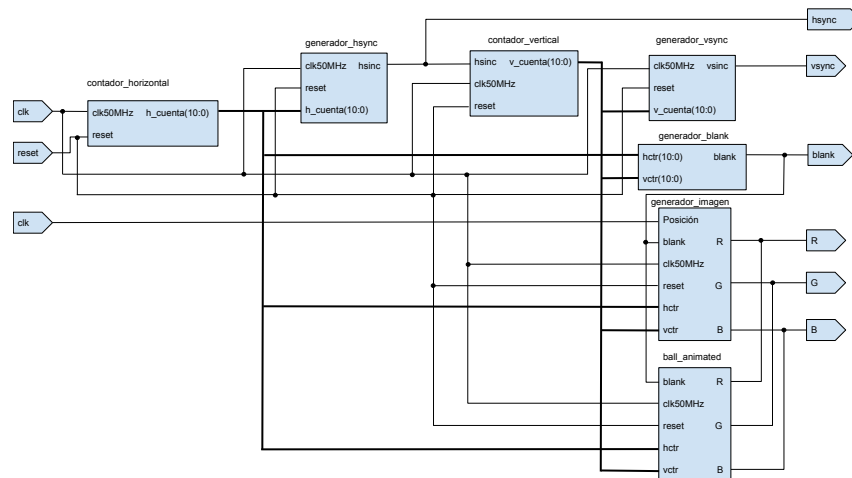 hsync
generador_hsync
contador_vertical
generador_vsync
clk50MHz hsinc
reset
h_cuenta(10:0)
hsinc v_cuenta(10:0)
clk50MHz
reset
clk50MHz vsinc
reset
v_cuenta(10:0)
vsync
contador_horizontal
clk
clk50MHz h_cuenta(10:0)
reset
reset
generador_blank
hctr(10:0) blank
vctr(10:0)
blank
generador_imagen
clk
Posición
blank R
clk50MHz
reset G
hctr
vctr B
R
G
B
ball_animated
blank R
clk50MHz
reset G
hctr
vctr B